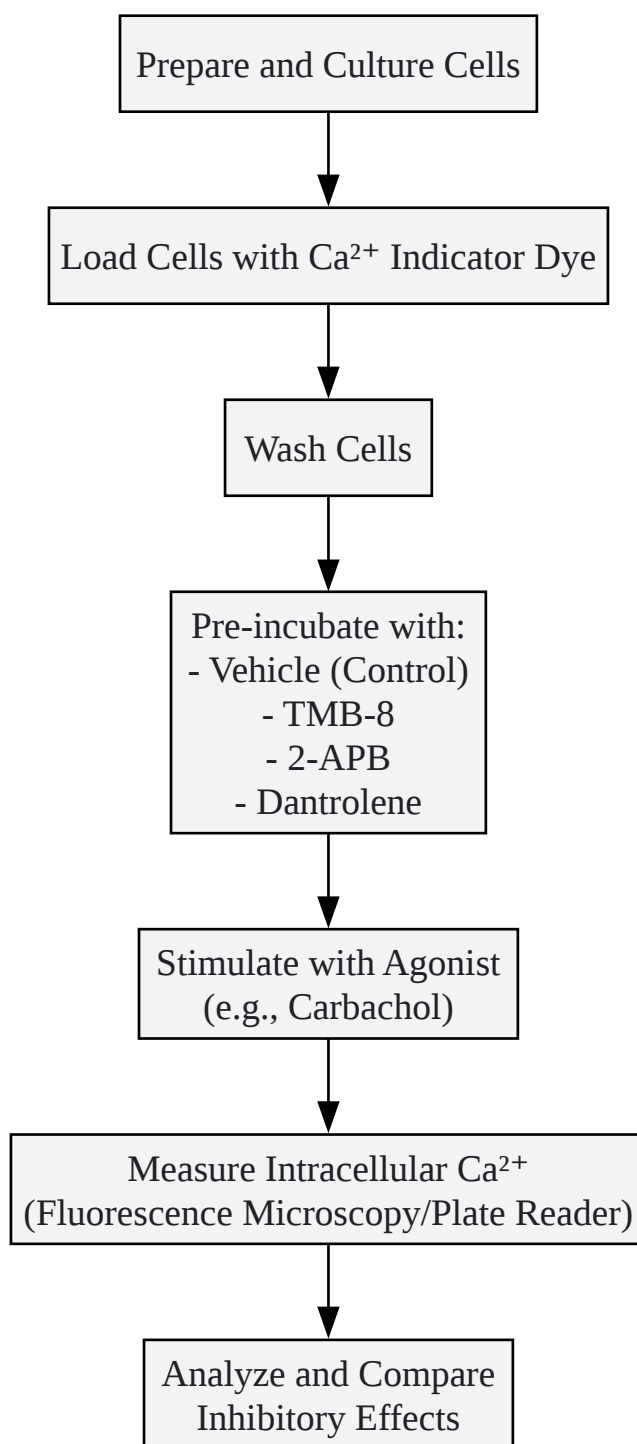 Prepare and Culture Cells
Load Cells with Ca²⁺ Indicator Dye
Wash Cells
Pre-incubate with:
- Vehicle (Control)
- TMB-8
- 2-APB
- Dantrolene
Stimulate with Agonist
(e.g., Carbachol)
Measure Intracellular Ca²⁺
(Fluorescence Microscopy/Plate Reader)
Analyze and Compare
Inhibitory Effects